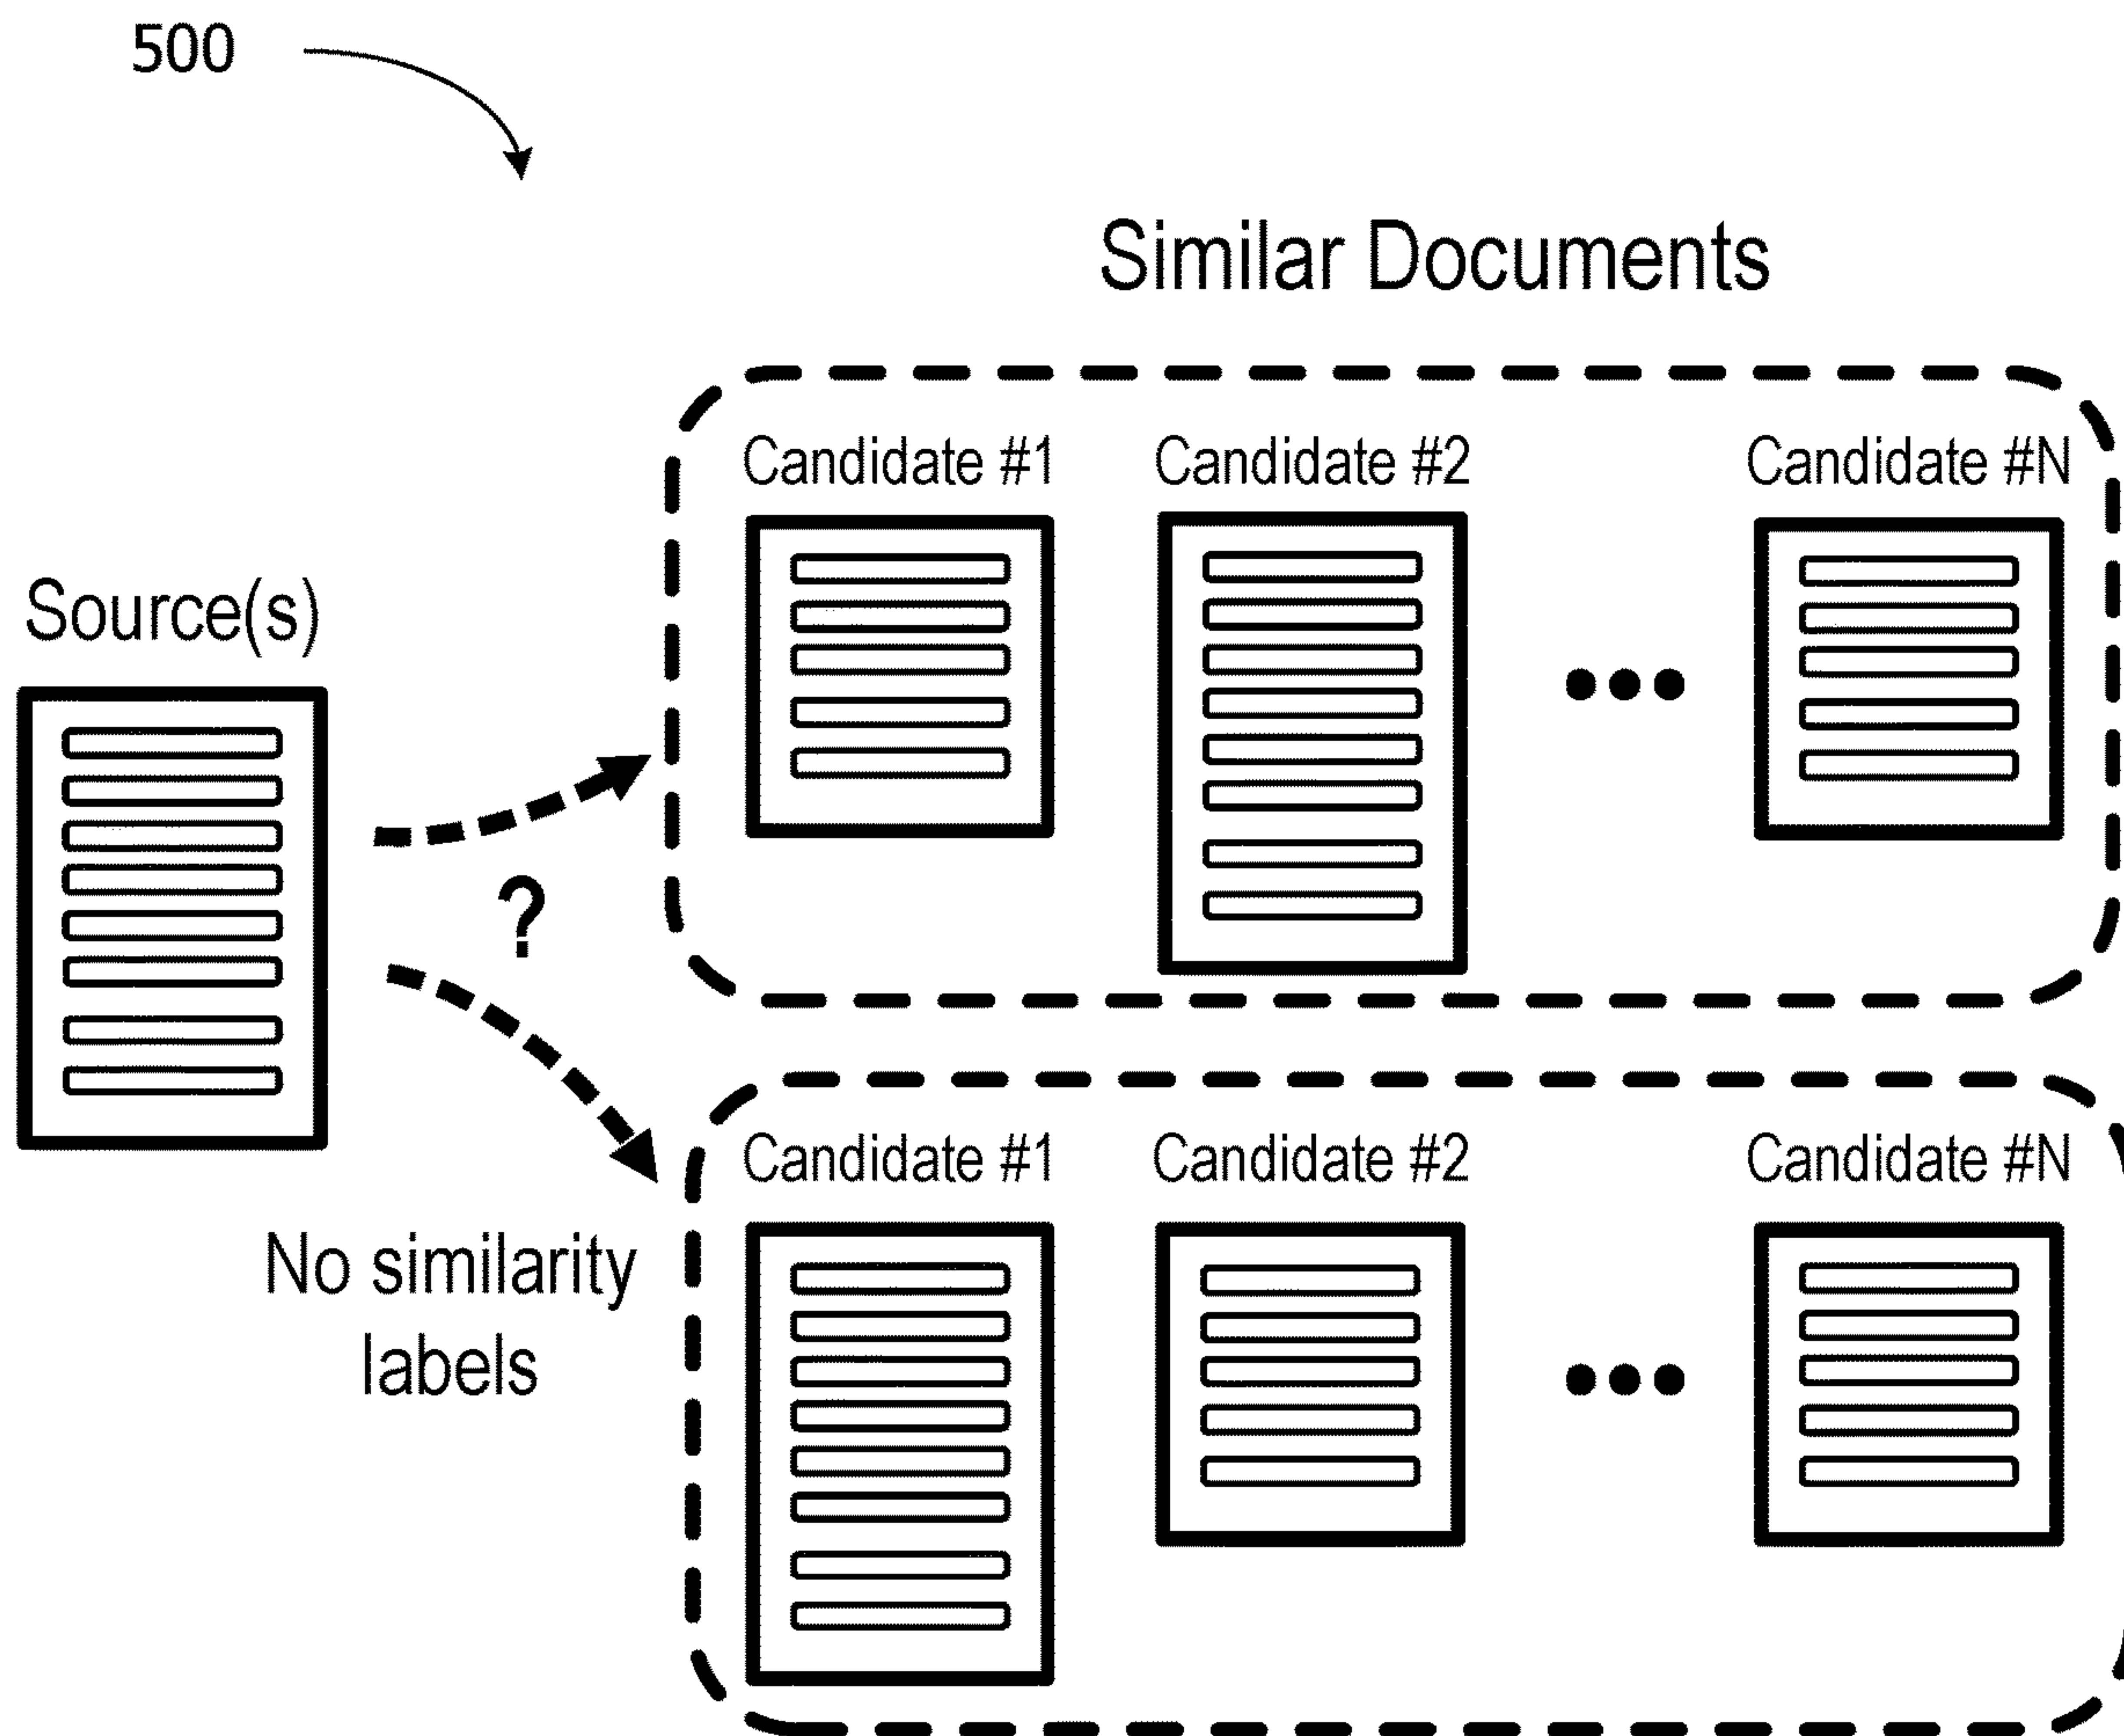 500
Similar Documents
Candidate #1 Candidate #2 Candidate #N
Source(s)
?
Candidate #1 Candidate #2 Candidate #N
No similarity
labels